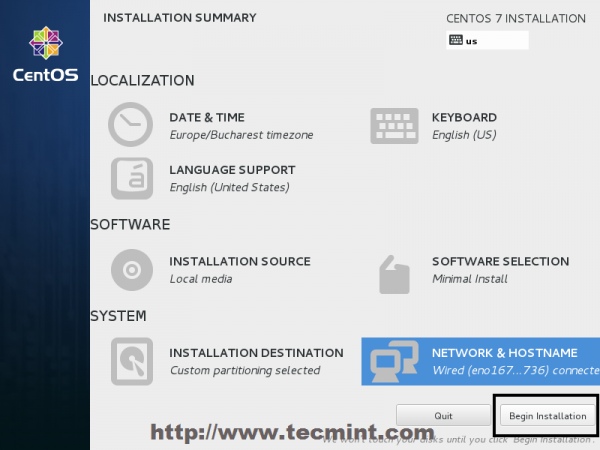 INSTALLATION SUMMARY
CENTOS 7 INSTALLATION
us
CentOS
LOCALIZATION
DATE & TIME
Europe/Bucharest timezone
KEYBOARD
English (US)
á
LANGUAGE SUPPORT
English (United States)
SOFTWARE
INSTALLATION SOURCE
Local media
SOFTWARE SELECTION
Minimal Install
SYSTEM
INSTALLATION DESTINATION
Custom partitioning selected
NETWORK & HOSTNAME
Wired (eno167...736) connecte
Quit
Begin Installation
http://www.tecmint.com
We won't touch your disks until you click 'Begin Installation'.